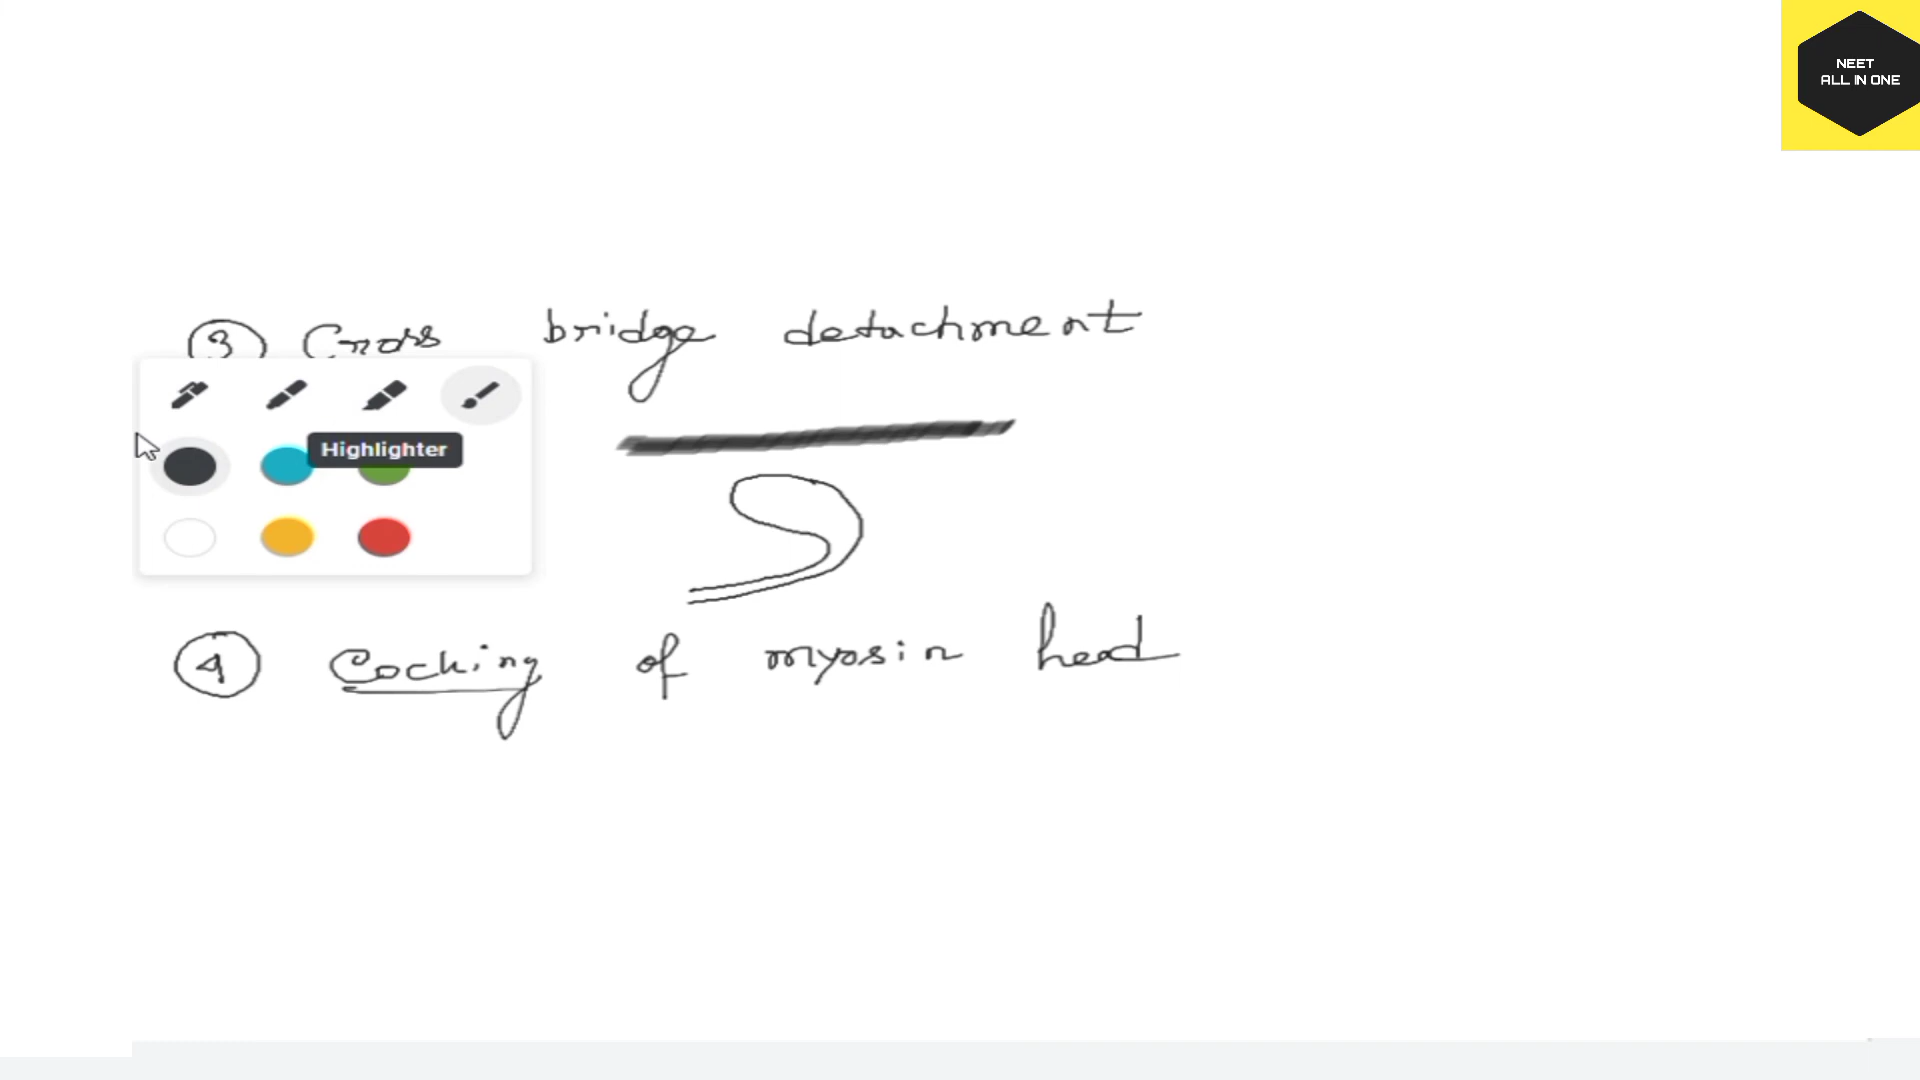 NEET
ALL IN ONE
3 Cross bridge detachment
Highlighter
4 Cocking of myosin head